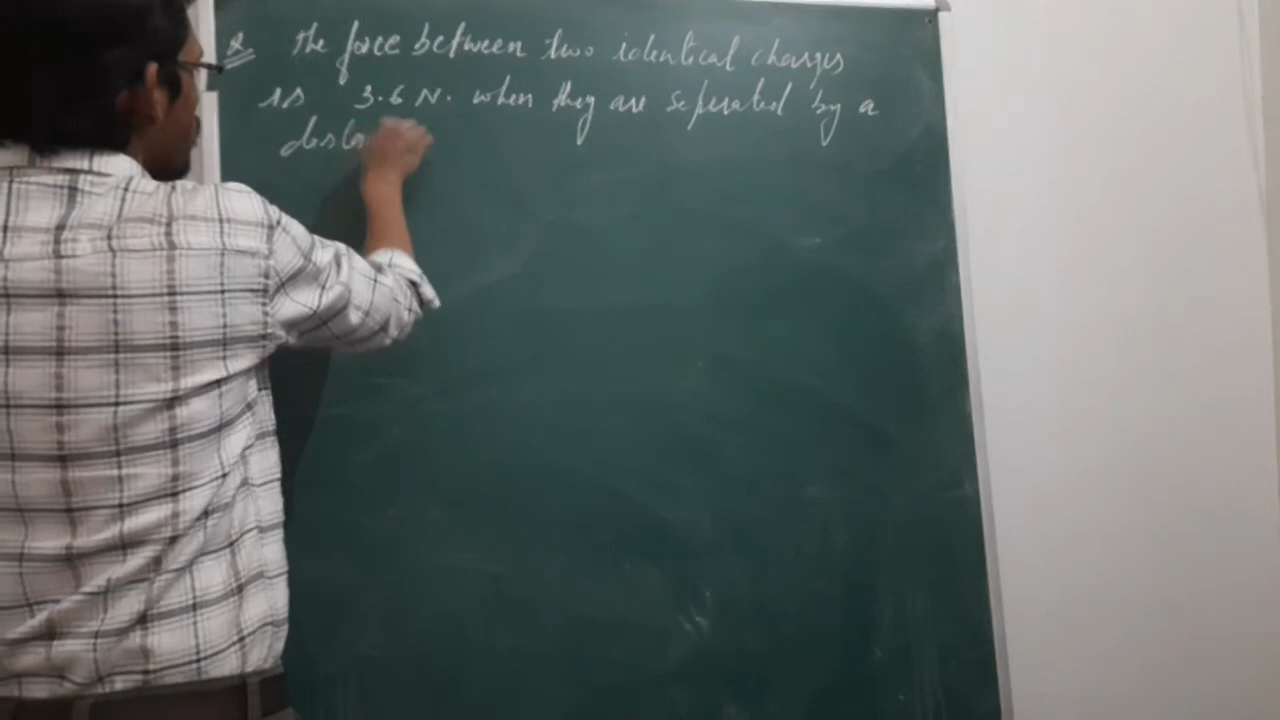 Q the force between two identical charges
is 3.6 N. when they are seperated by a